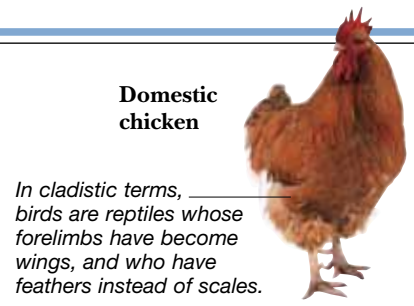 Domestic
chicken
In cladistic terms,
birds are reptiles whose
forelimbs have become
wings, and who have
feathers instead of scales.